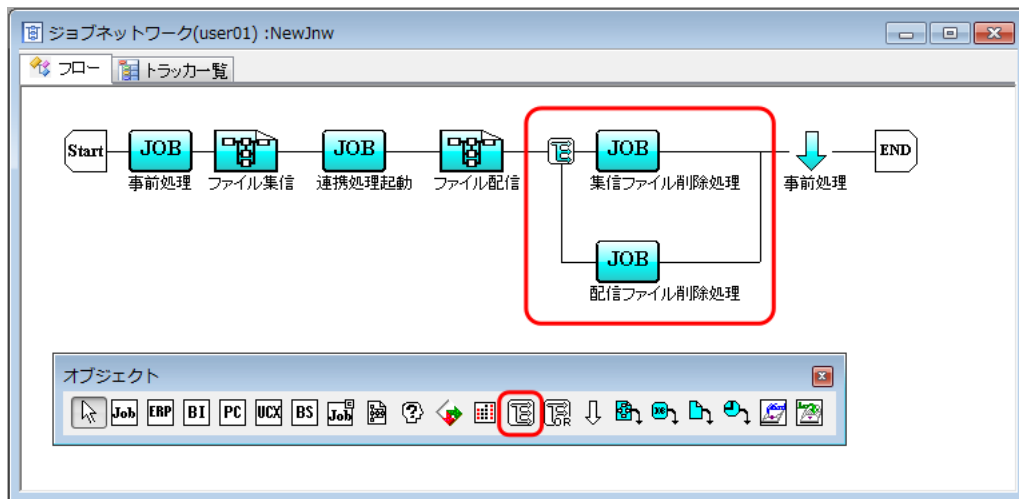 ジョブネットワーク(user01) :NewJnw
フロー トラッカ一覧
Start JOB JOB JOB END
事前処理 ファイル集信 連携処理起動 ファイル配信 集信ファイル削除処理 事前処理
JOB
配信ファイル削除処理
オブジェクト
Job ERP BI PC UCX BS Job OR